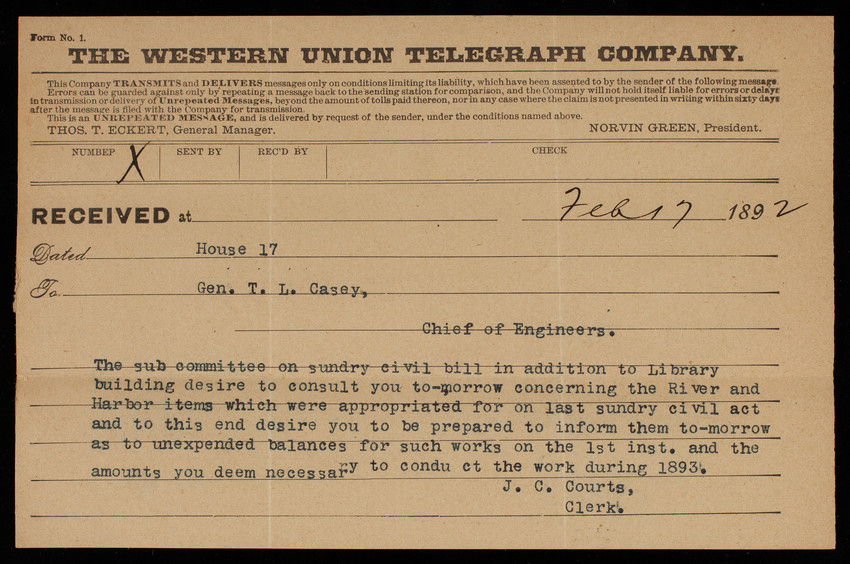 Form No. 1.
THE WESTERN UNION TELEGRAPH COMPANY.
This Company TRANSMITS and DELIVERS messages only on conditions limiting its liability, which have been assented to by the sender of the following message.
Errors can be guarded against only by repeating a message back to the sending station for comparison, and the Company will not hold itself liable for errors or delays
in transmission or delivery of Unrepeated Messages, beyond the amount of tolls paid thereon, nor in any case where the claim is not presented in writing within sixty days
after the message is filed with the Company for transmission.
This is an UNREPEATED MESSAGE, and is delivered by request of the sender, under the conditions named above.
THOS. T. ECKERT, General Manager. NORVIN GREEN, President.
NUMBER X SENT BY REC'D BY CHECK
RECEIVED at Feb 17 1892
Dated House 17
To Gen. T. L. Casey,
Chief of Engineers.
The sub committee on sundry civil bill in addition to Library
building desire to consult you to-morrow concerning the River and
Harbor items which were appropriated for on last sundry civil act
and to this end desire you to be prepared to inform them to-morrow
as to unexpended balances for such works on the 1st inst. and the
amounts you deem necessary to condu ct the work during 1893.
J. C. Courts,
Clerk.